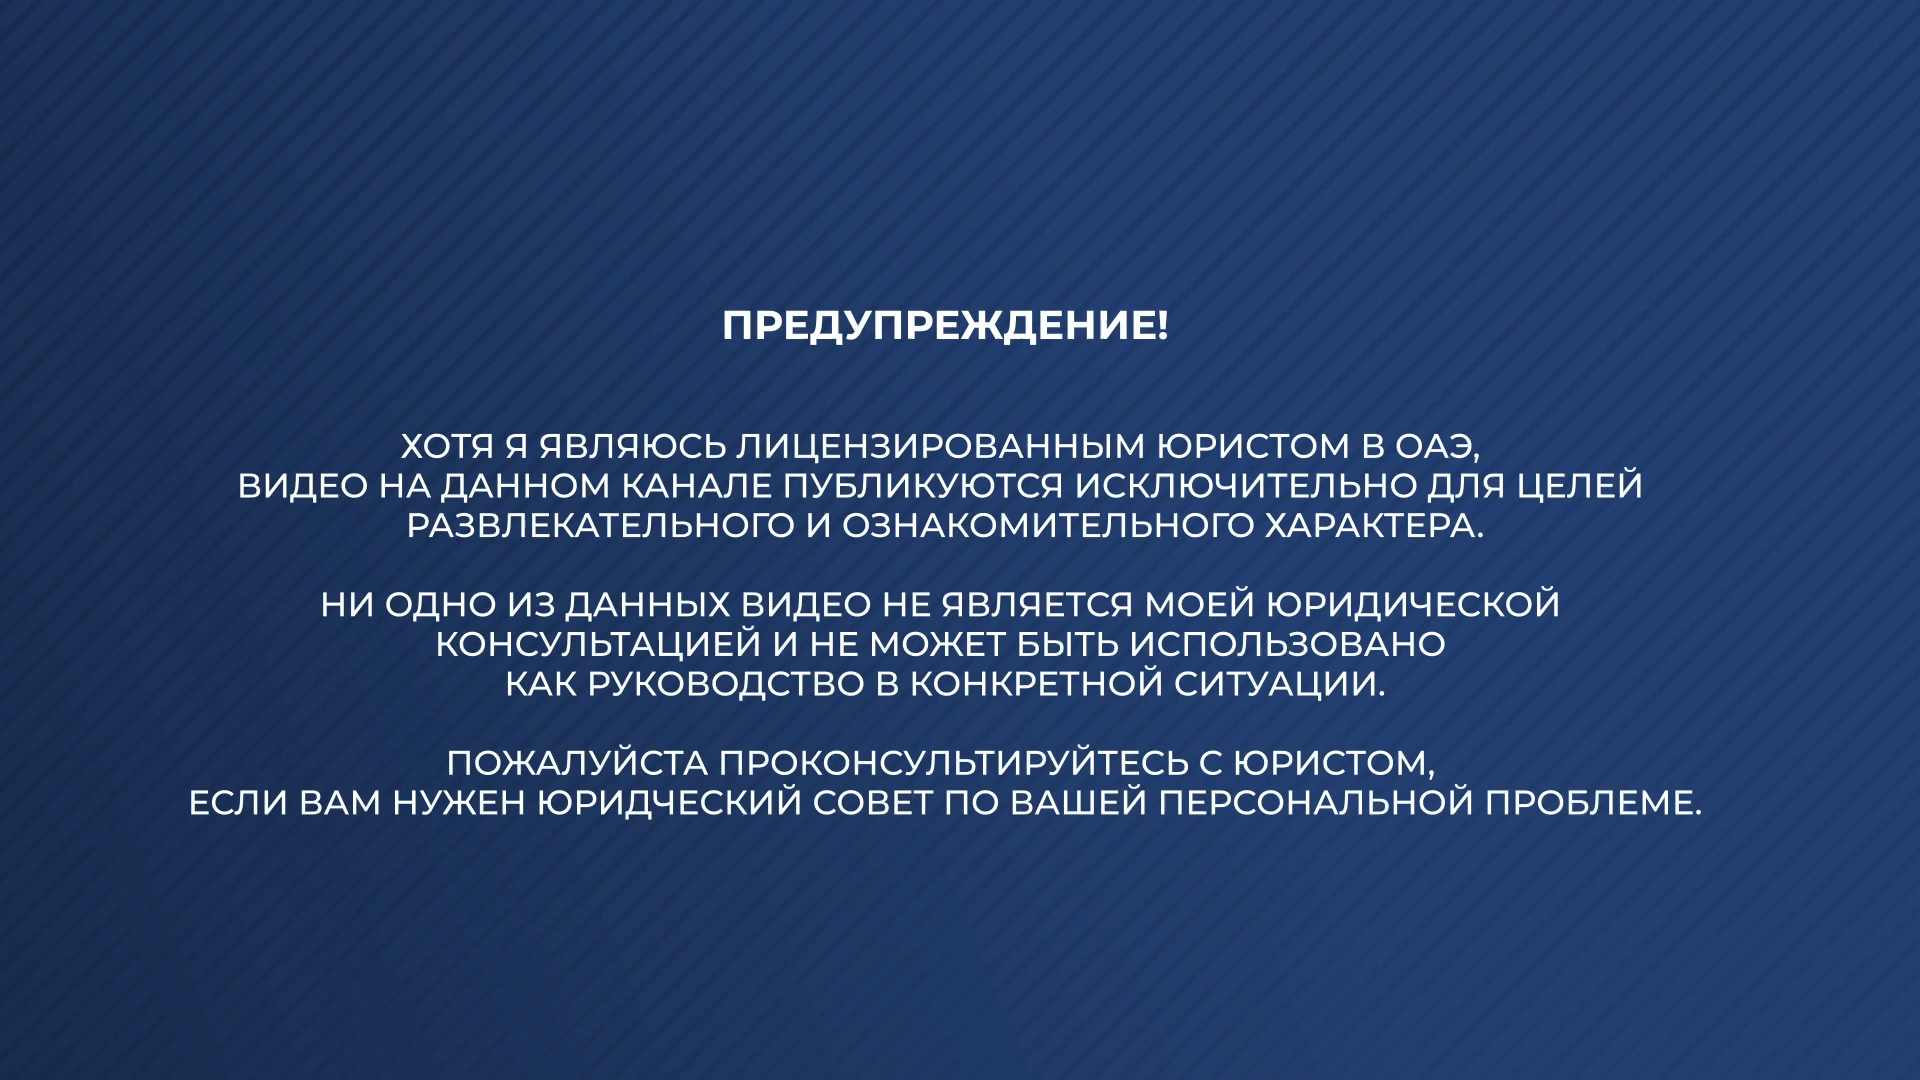 ПРЕДУПРЕЖДЕНИЕ!
ХОТЯ Я ЯВЛЯЮСЬ ЛИЦЕНЗИРОВАННЫМ ЮРИСТОМ В ОАЭ,
ВИДЕО НА ДАННОМ КАНАЛЕ ПУБЛИКУЮТСЯ ИСКЛЮЧИТЕЛЬНО ДЛЯ ЦЕЛЕЙ
РАЗВЛЕКАТЕЛЬНОГО И ОЗНАКОМИТЕЛЬНОГО ХАРАКТЕРА.
НИ ОДНО ИЗ ДАННЫХ ВИДЕО НЕ ЯВЛЯЕТСЯ МОЕЙ ЮРИДИЧЕСКОЙ
КОНСУЛЬТАЦИЕЙ И НЕ МОЖЕТ БЫТЬ ИСПОЛЬЗОВАНО
КАК РУКОВОДСТВО В КОНКРЕТНОЙ СИТУАЦИИ.
ПОЖАЛУЙСТА ПРОКОНСУЛЬТИРУЙТЕСЬ С ЮРИСТОМ,
ЕСЛИ ВАМ НУЖЕН ЮРИДЧЕСКИЙ СОВЕТ ПО ВАШЕЙ ПЕРСОНАЛЬНОЙ ПРОБЛЕМЕ.